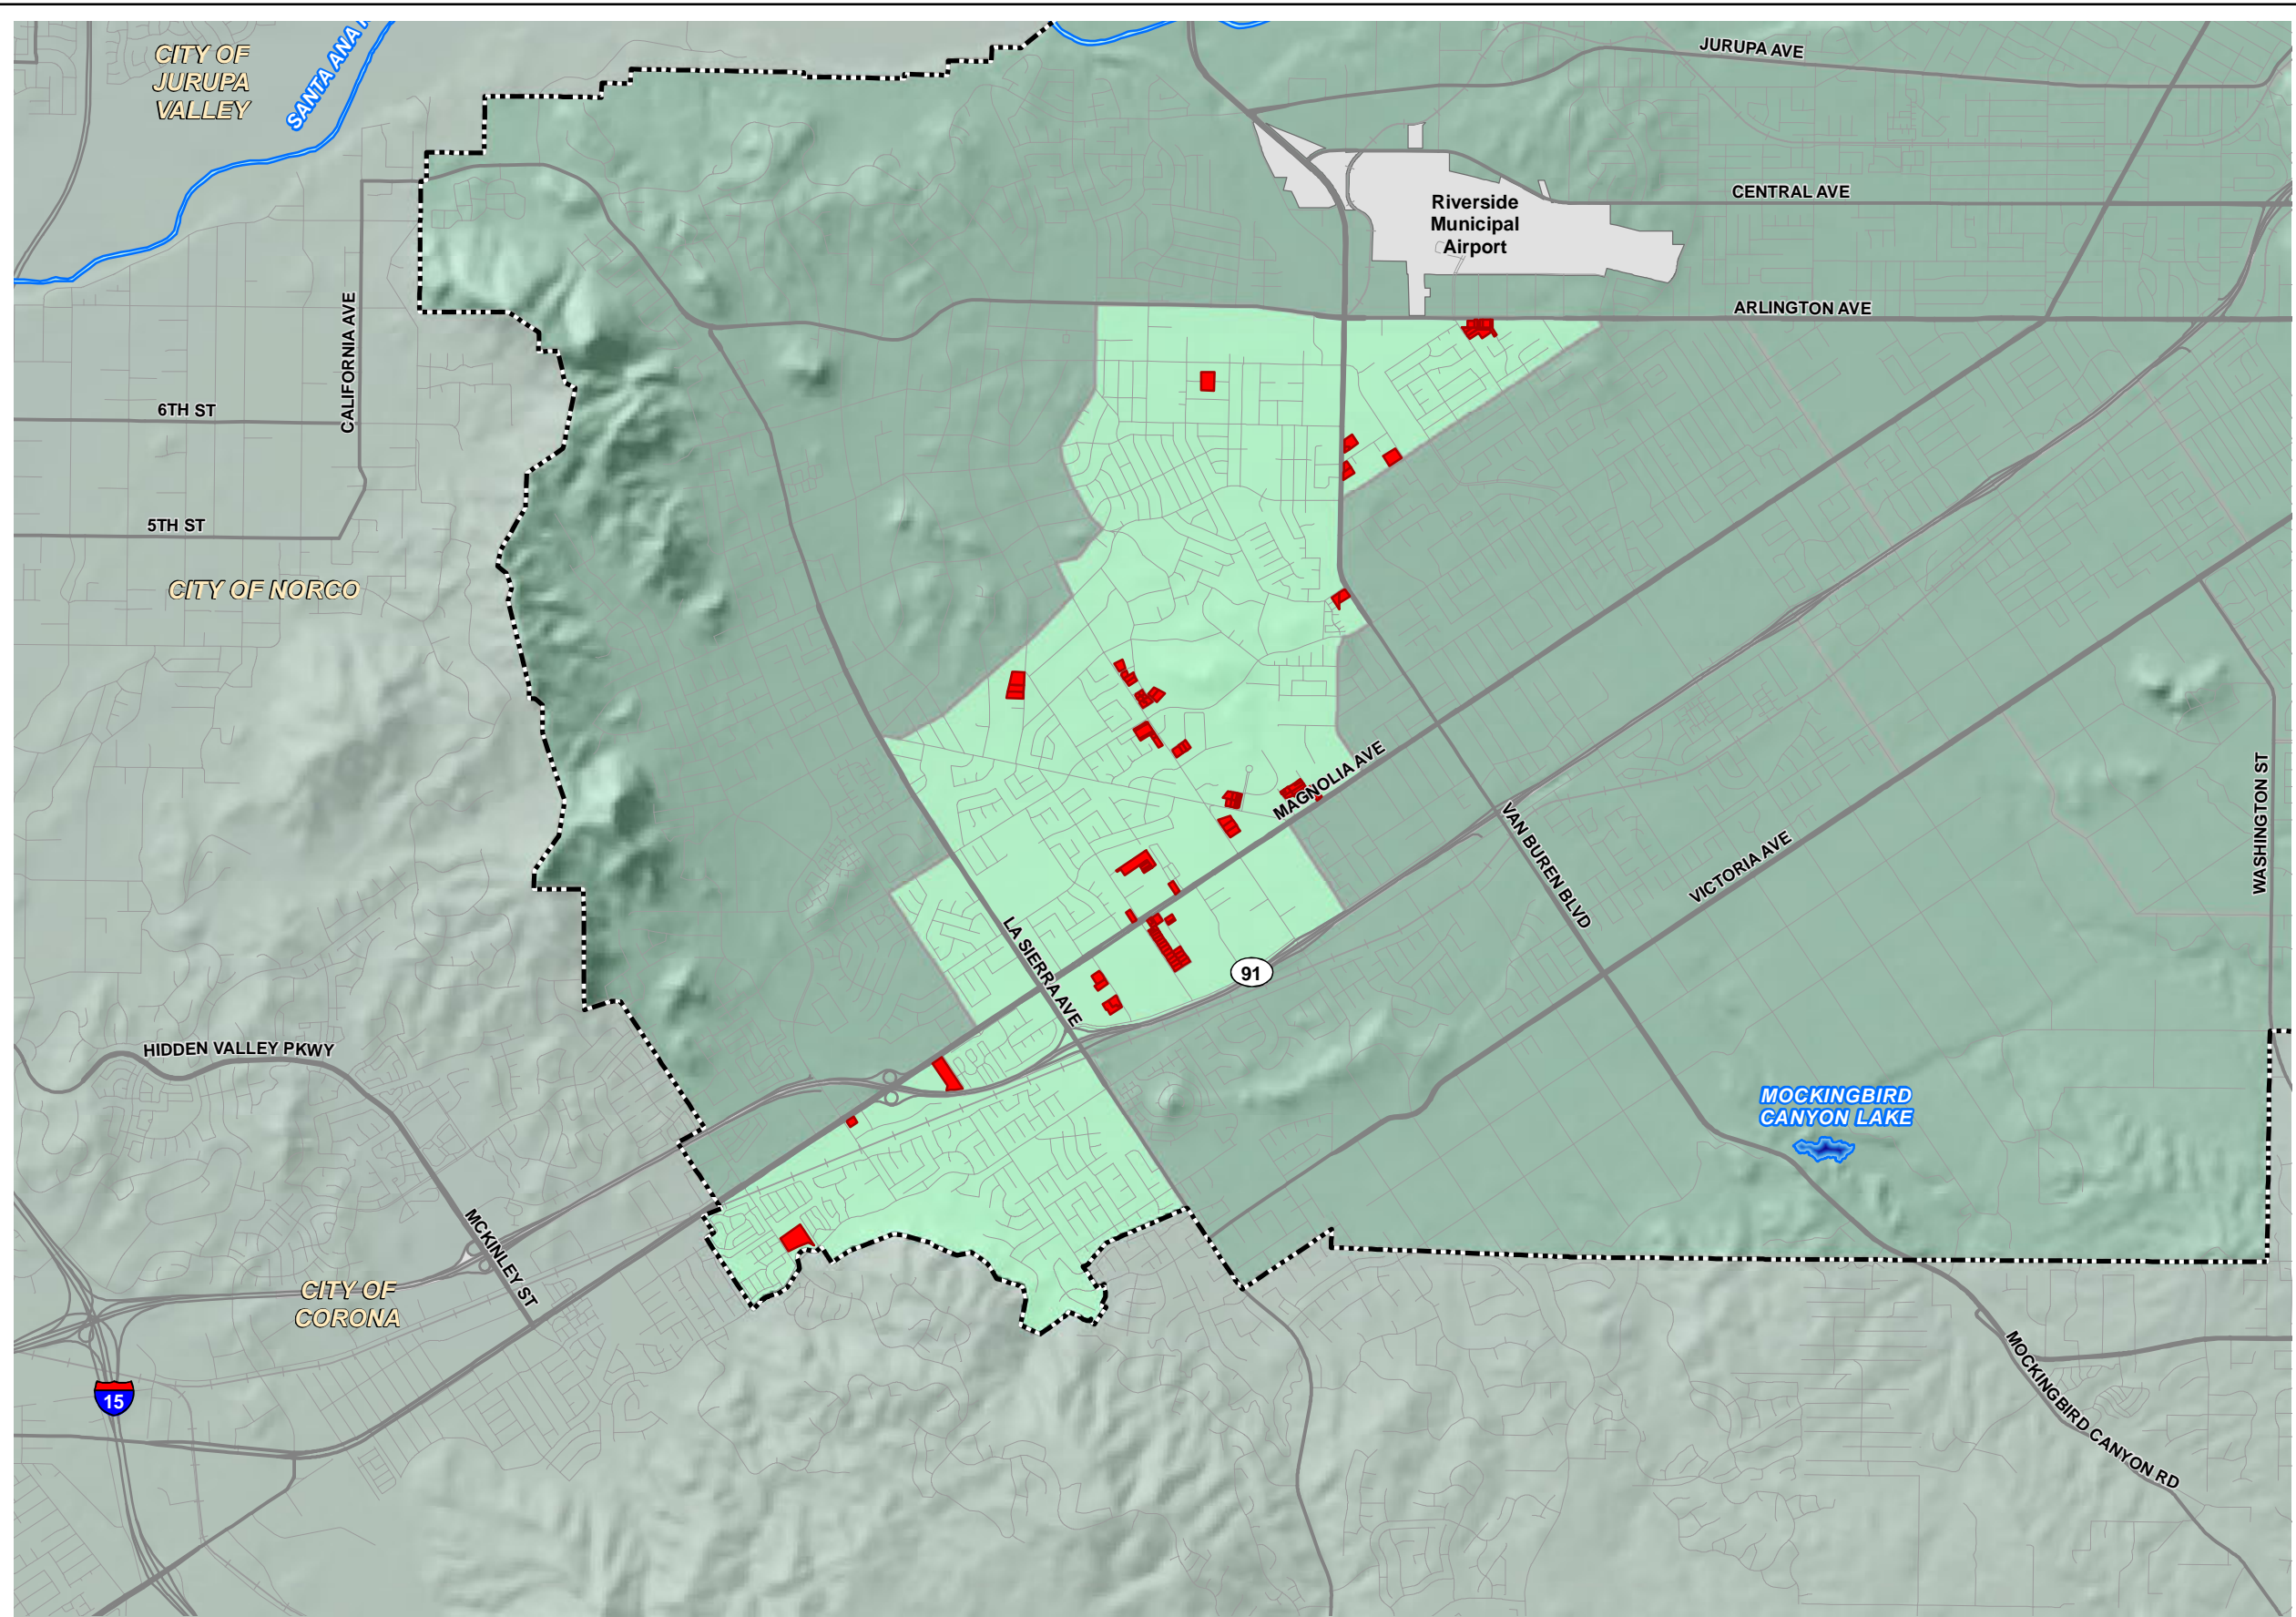 CITY OF
JURUPA
VALLEY
SANTA ANA
JURUPA AVE
CENTRAL AVE
Riverside
Municipal
Airport
ARLINGTON AVE
CALIFORNIA AVE
6TH ST
5TH ST
CITY OF NORCO
MAGNOLIA AVE
VAN BUREN BLVD
VICTORIA AVE
WASHINGTON ST
LA SIERRA AVE
91
HIDDEN VALLEY PKWY
MOCKINGBIRD
CANYON LAKE
MCKINLEY ST
CITY OF
CORONA
15
MOCKINGBIRD CANYON RD